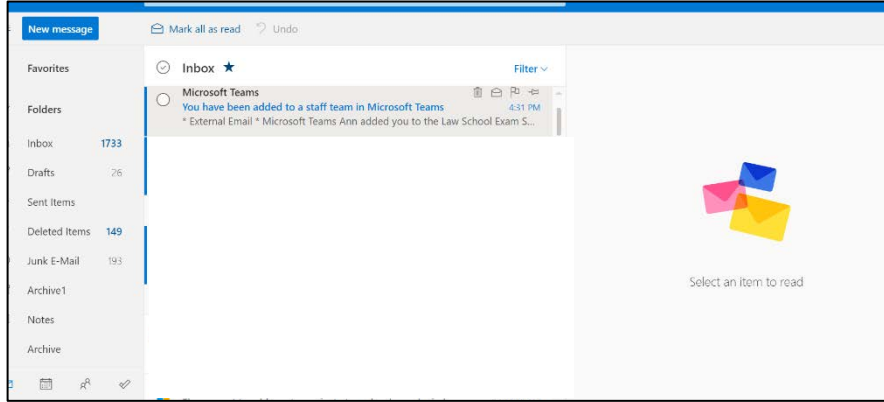 New message
Mark all as read
Undo
Favorites
Folders
Inbox 1733
Drafts 26
Sent Items
Deleted Items 149
Junk E-Mail 193
Archive1
Notes
Archive
Inbox
Filter
Microsoft Teams
You have been added to a staff team in Microsoft Teams 4:31 PM
* External Email * Microsoft Teams Ann added you to the Law School Exam S...
Select an item to read